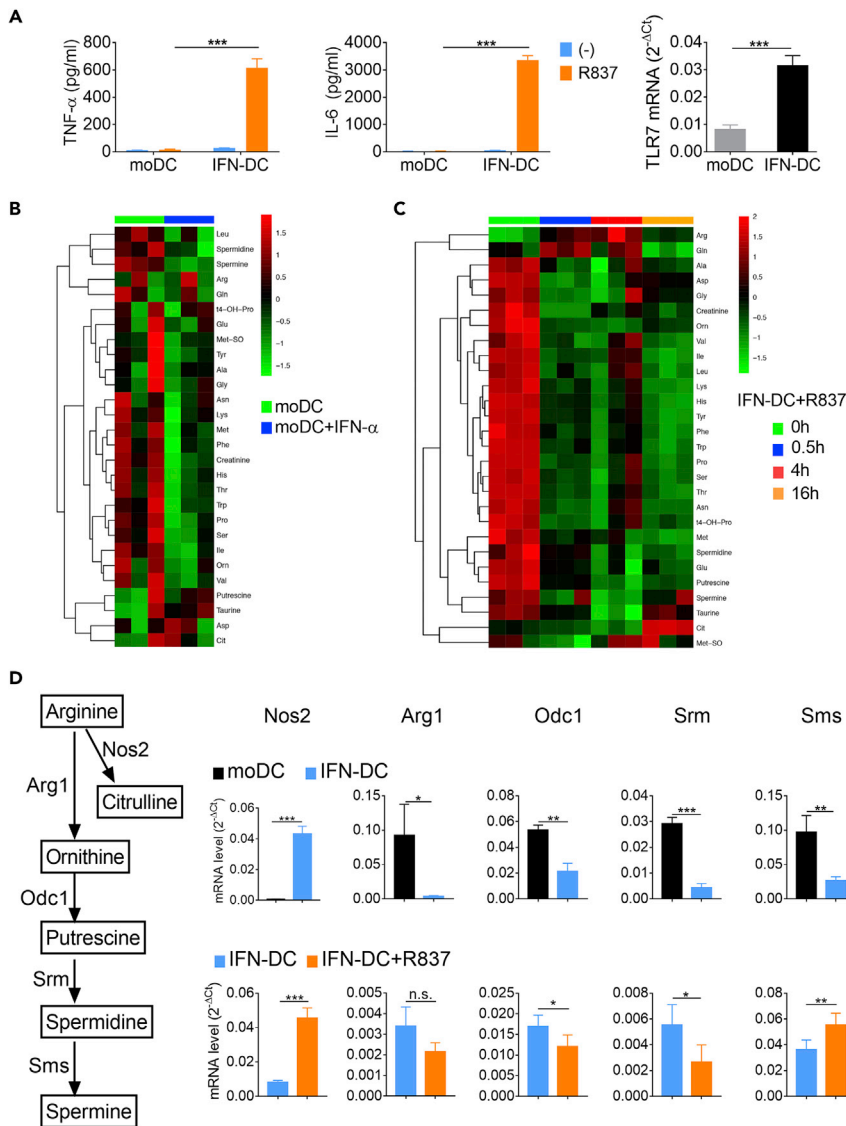 A
TNF-α (pg/ml)
800
600
400
200
0
***
moDC
IFN-DC
IL-6 (pg/ml)
4000
3000
2000
1000
0
***
moDC
IFN-DC
(-)
R837
TLR7 mRNA (2^-ΔCt)
0.04
0.03
0.02
0.01
0.00
***
moDC
IFN-DC
B
Leu
Spermidine
Spermine
Arg
Gln
t4-OH-Pro
Glu
Met-SO
Tyr
Ala
Gly
Asn
Lys
Met
Phe
Creatinine
His
Thr
Trp
Pro
Ser
Ile
Orn
Val
Putrescine
Taurine
Asp
Cit
1.5
1
0.5
0
-0.5
-1
-1.5
moDC
moDC+IFN-α
C
Arg
Gln
Ala
Asp
Gly
Creatinine
Orn
Val
Ile
Leu
Lys
His
Tyr
Phe
Trp
Pro
Ser
Thr
Asn
t4-OH-Pro
Met
Spermidine
Glu
Putrescine
Spermine
Taurine
Cit
Met-SO
2
1.5
1
0.5
0
-0.5
-1
-1.5
IFN-DC+R837
0h
0.5h
4h
16h
D
Arginine
Nos2
Arg1
Citrulline
Ornithine
Odc1
Putrescine
Srm
Spermidine
Sms
Spermine
Nos2
Arg1
Odc1
Srm
Sms
moDC
IFN-DC
mRNA level (2^-ΔCt)
0.06
0.04
0.02
0.00
***
0.15
0.10
0.05
0.00
*
0.08
0.06
0.04
0.02
0.00
**
0.04
0.03
0.02
0.01
0.00
***
0.15
0.10
0.05
0.00
**
IFN-DC
IFN-DC+R837
mRNA level (2^-ΔCt)
0.06
0.04
0.02
0.00
***
0.005
0.004
0.003
0.002
0.001
0.000
n.s.
0.025
0.020
0.015
0.010
0.005
0.000
*
0.008
0.006
0.004
0.002
0.000
*
0.08
0.06
0.04
0.02
0.00
**